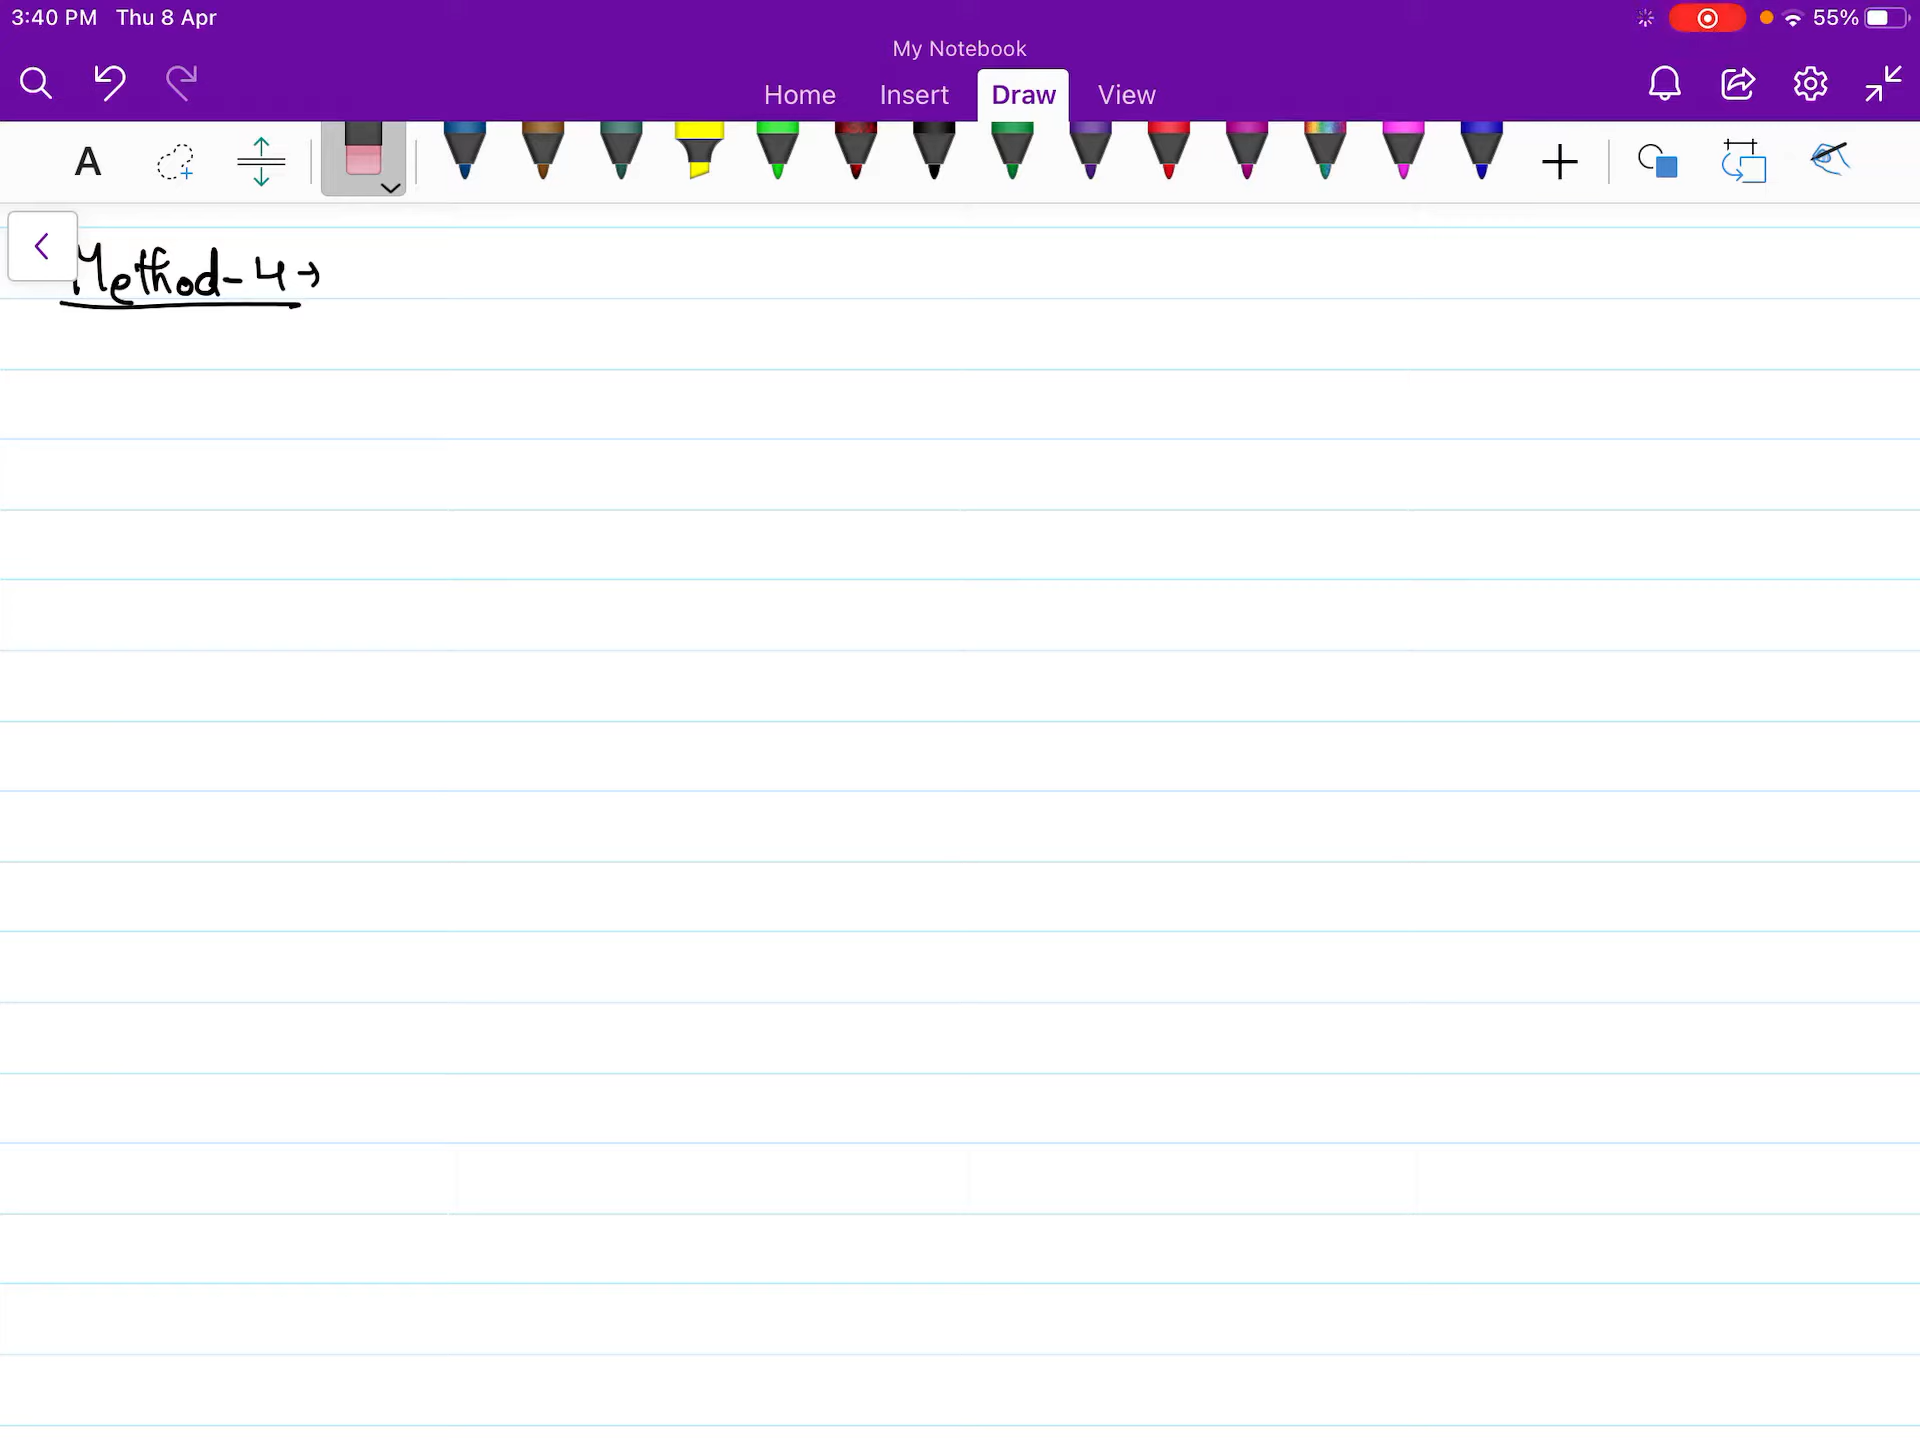 3:40 PM Thu 8 Apr 55%
My Notebook
Home Insert Draw View
A
Method-4→